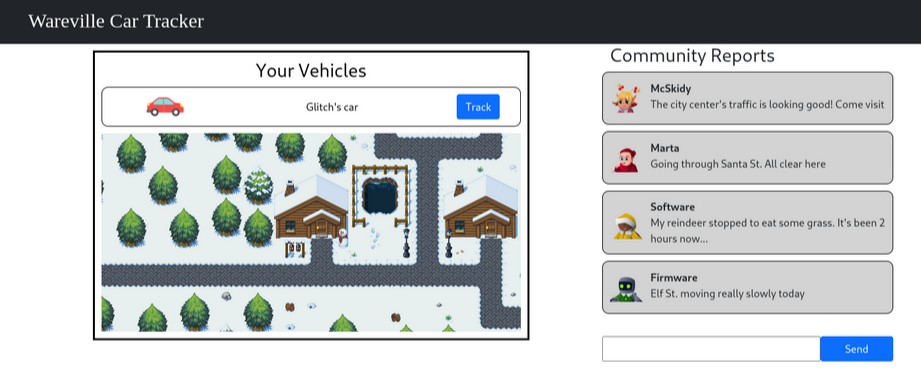 Wareville Car Tracker
Your Vehicles
Glitch's car
Track
Community Reports
McSkidy
The city center's traffic is looking good! Come visit
Marta
Going through Santa St. All clear here
Software
My reindeer stopped to eat some grass. It's been 2
hours now...
Firmware
Elf St. moving really slowly today
Send